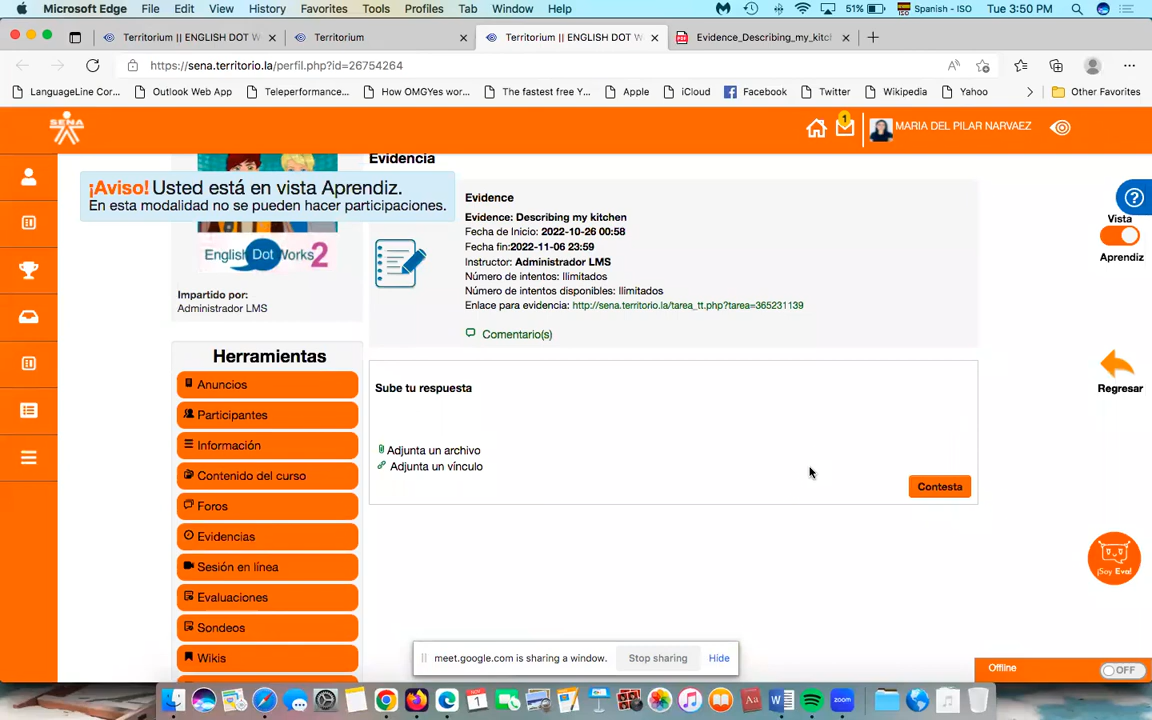 Microsoft Edge File Edit View History Favorites Tools Profiles Tab Window Help 51% Spanish - ISO Tue 3:50 PM
Territorium || ENGLISH DOT W Territorium Territorium || ENGLISH DOT W Evidence_Describing_my_kitch
https://sena.territorio.la/perfil.php?id=26754264
LanguageLine Cor... Outlook Web App Teleperformance... How OMGYes wor... The fastest free Y... Apple iCloud Facebook Twitter Wikipedia Yahoo Other Favorites
SENA
1
MARIA DEL PILAR NARVAEZ
¡Aviso! Usted está en vista Aprendiz.
En esta modalidad no se pueden hacer participaciones.
English Dot Works 2
Impartido por:
Administrador LMS
Herramientas
Anuncios
Participantes
Información
Contenido del curso
Foros
Evidencias
Sesión en línea
Evaluaciones
Sondeos
Wikis
Evidencia
Evidence
Evidence: Describing my kitchen
Fecha de Inicio: 2022-10-26 00:58
Fecha fin:2022-11-06 23:59
Instructor: Administrador LMS
Número de intentos: Ilimitados
Número de intentos disponibles: Ilimitados
Enlace para evidencia: http://sena.territorio.la/tarea_tt.php?tarea=365231139
Comentario(s)
Sube tu respuesta
Adjunta un archivo
Adjunta un vínculo
Contesta
Vista
Aprendiz
Regresar
¡Soy Eva!
meet.google.com is sharing a window. Stop sharing Hide
Offline OFF
NOV 1 zoom